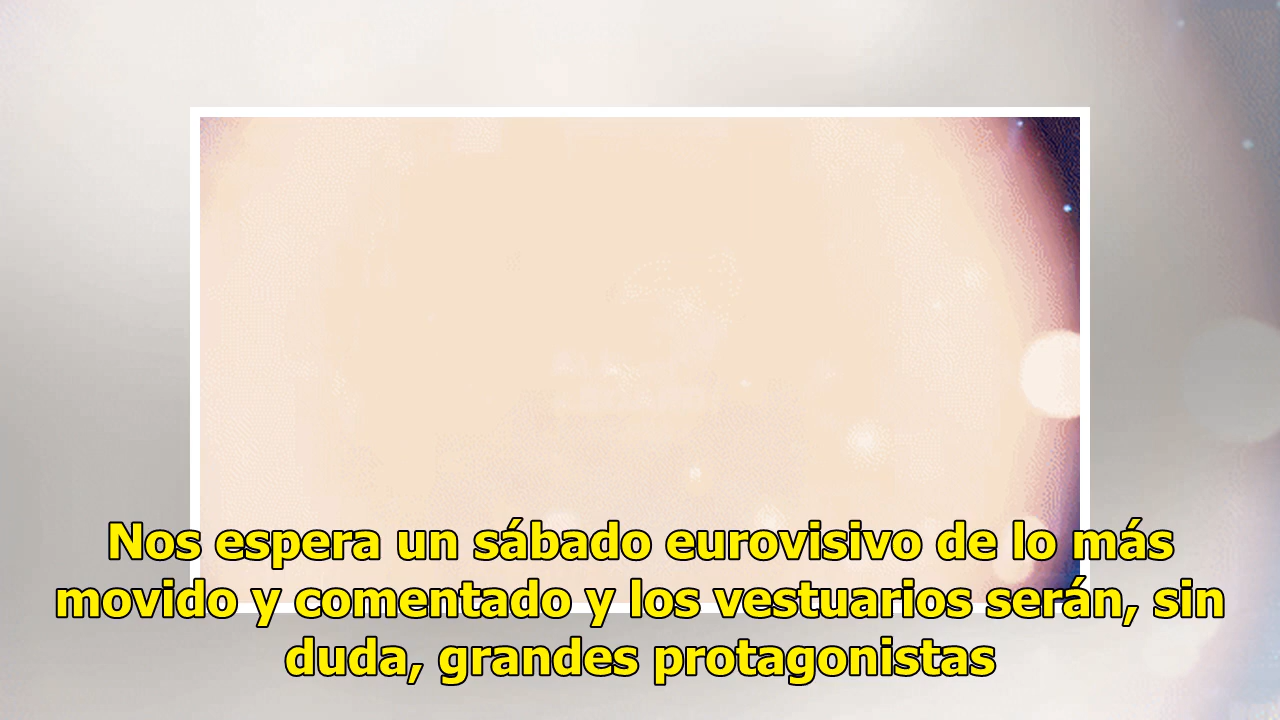 Nos espera un sábado eurovisivo de lo más
movido y comentado y los vestuarios serán, sin
duda, grandes protagonistas